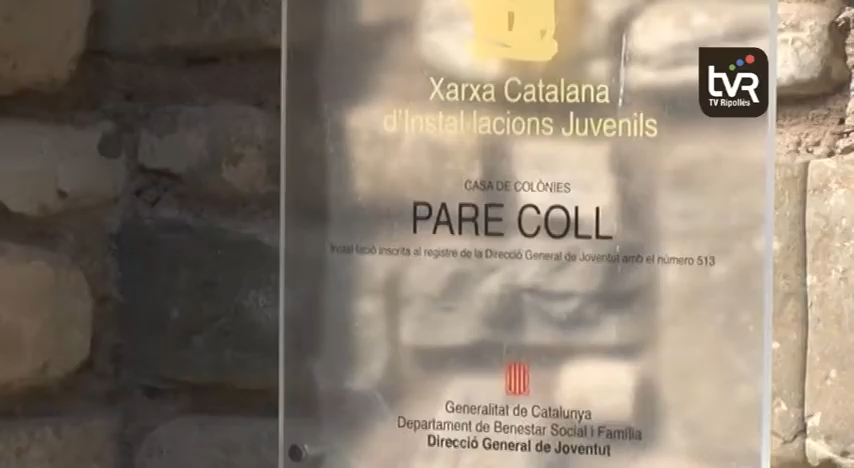 Xarxa Catalana
d'Instal·lacions Juvenils
CASA DE COLÒNIES
PARE COLL
Instal·lació inscrita al registre de la Direcció General de Joventut amb el número 513
Generalitat de Catalunya
Departament de Benestar Social i Família
Direcció General de Joventut
tvR
TV Ripollès